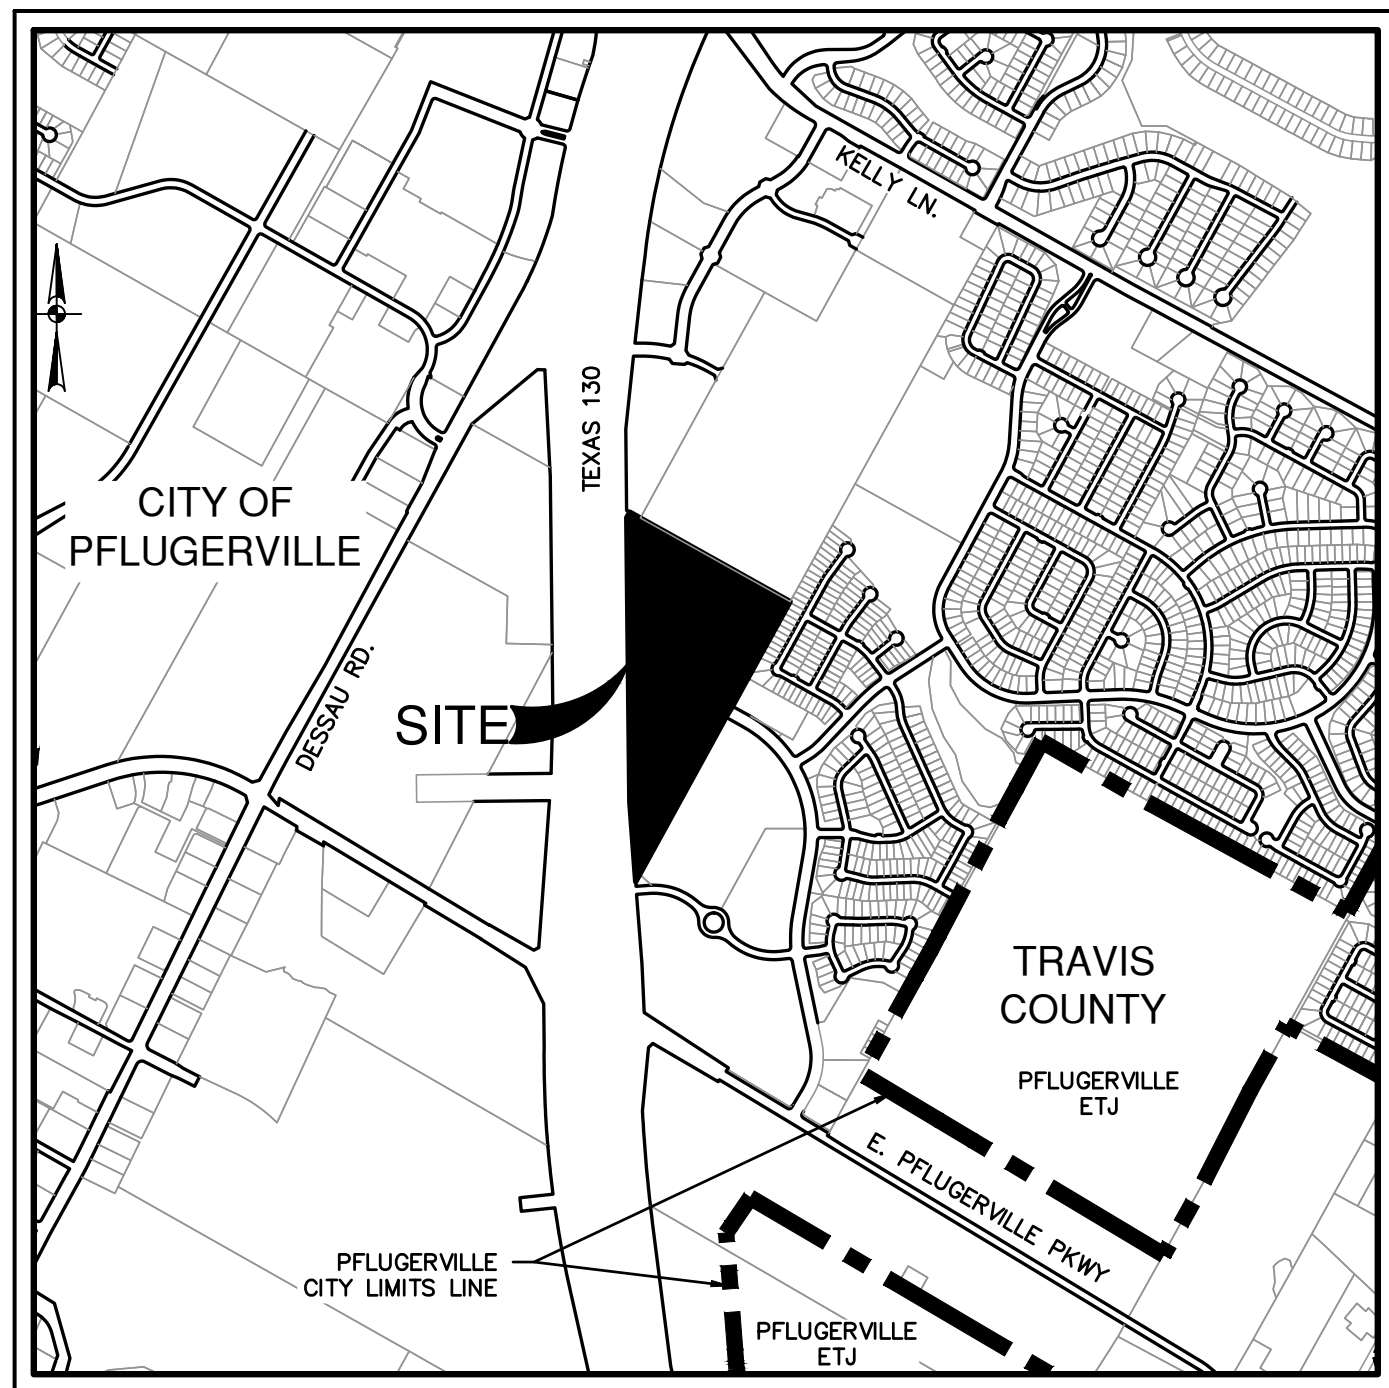 KELLY LN.
TEXAS 130
CITY OF
PFLUGERVILLE
DESSAU RD.
SITE
TRAVIS
COUNTY
PFLUGERVILLE
ETJ
E. PFLUGERVILLE PKWY
PFLUGERVILLE
CITY LIMITS LINE
PFLUGERVILLE
ETJ